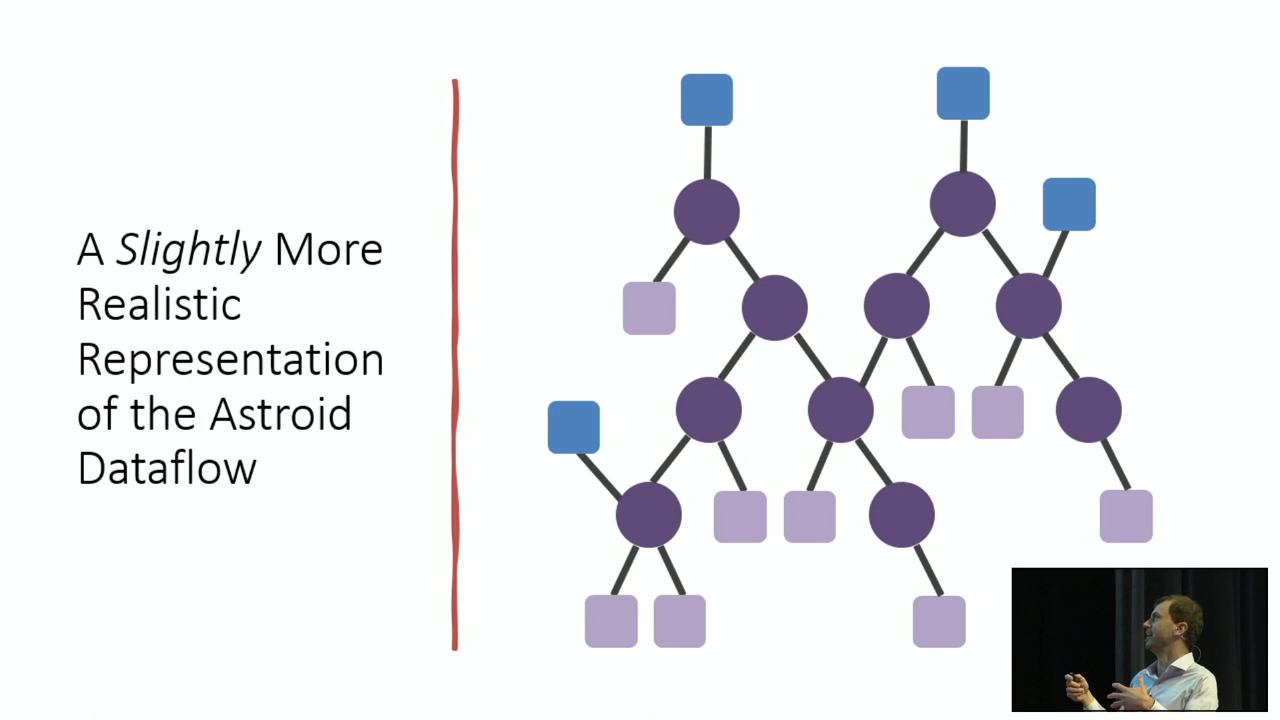 A Slightly More
Realistic
Representation
of the Astroid
Dataflow